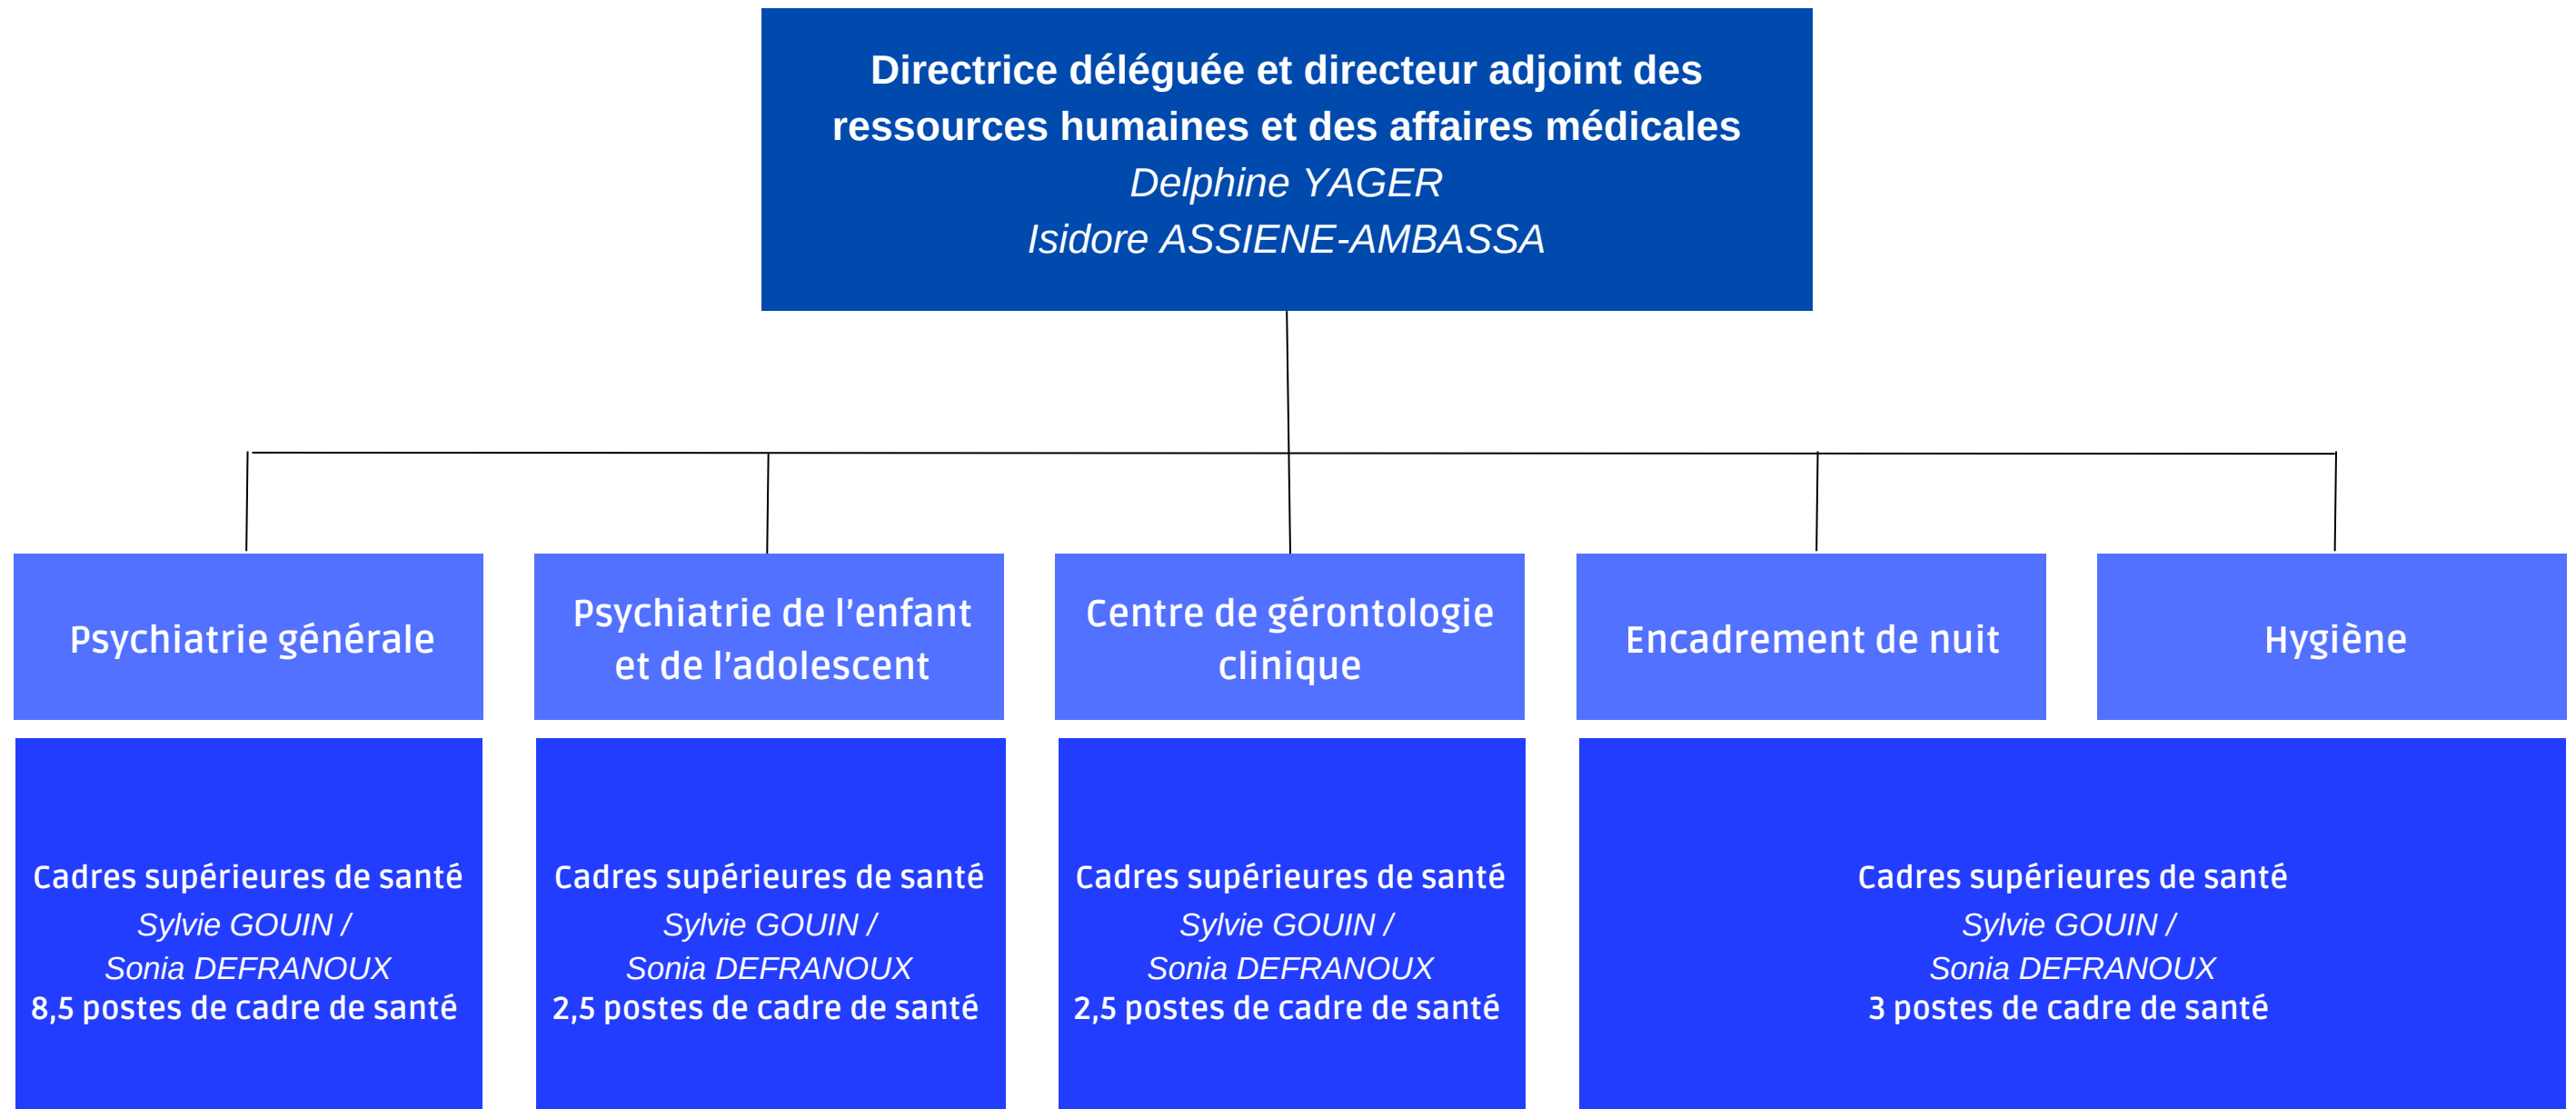 Directrice déléguée et directeur adjoint des
ressources humaines et des affaires médicales
Delphine YAGER
Isidore ASSIENE-AMBASSA
Psychiatrie générale
Psychiatrie de l’enfant
et de l’adolescent
Centre de gérontologie
clinique
Encadrement de nuit
Hygiène
Cadres supérieures de santé
Sylvie GOUIN /
Sonia DEFRANOUX
8,5 postes de cadre de santé
Cadres supérieures de santé
Sylvie GOUIN /
Sonia DEFRANOUX
2,5 postes de cadre de santé
Cadres supérieures de santé
Sylvie GOUIN /
Sonia DEFRANOUX
2,5 postes de cadre de santé
Cadres supérieures de santé
Sylvie GOUIN /
Sonia DEFRANOUX
3 postes de cadre de santé